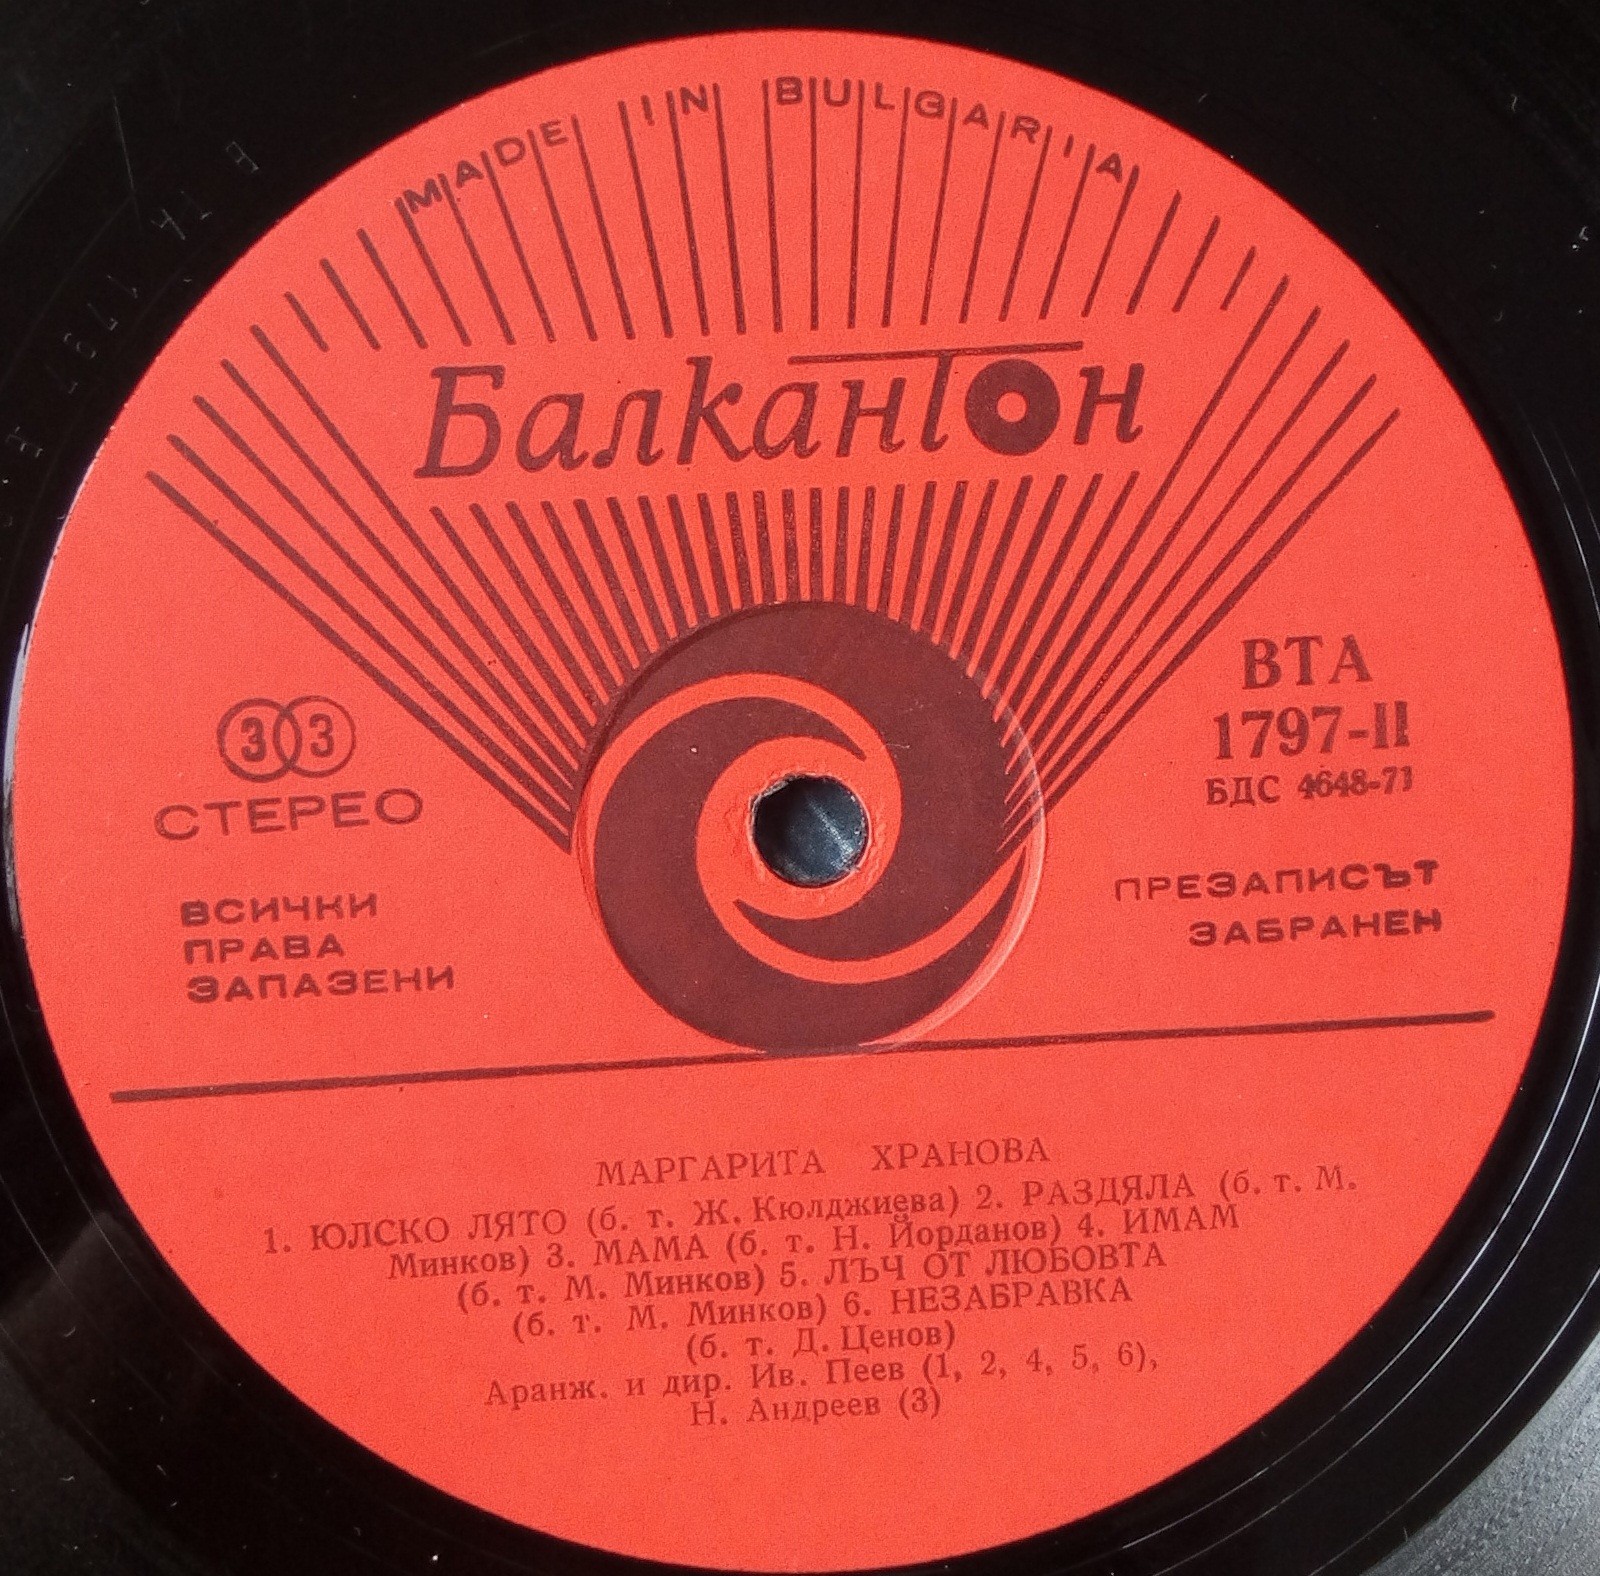 MADE IN BULGARIA
Балкантон
33
СТЕРЕО
ВСИЧКИ
ПРАВА
ЗАПАЗЕНИ
ВТА
1797-II
БДС 4648-71
ПРЕЗАПИСЪТ
ЗАБРАНЕН
МАРГАРИТА ХРАНОВА
1. ЮЛСКО ЛЯТО (б. т. Ж. Кюлджиева) 2. РАЗДЯЛА (б. т. М.
Минков) 3. МАМА (б. т. Н. Йорданов) 4. ИМАМ
(б. т. М. Минков) 5. ЛЪЧ ОТ ЛЮБОВТА
(б. т. М. Минков) 6. НЕЗАБРАВКА
(б. т. Д. Ценов)
Аранж. и дир. Ив. Пеев (1, 2, 4, 5, 6),
Н. Андреев (3)